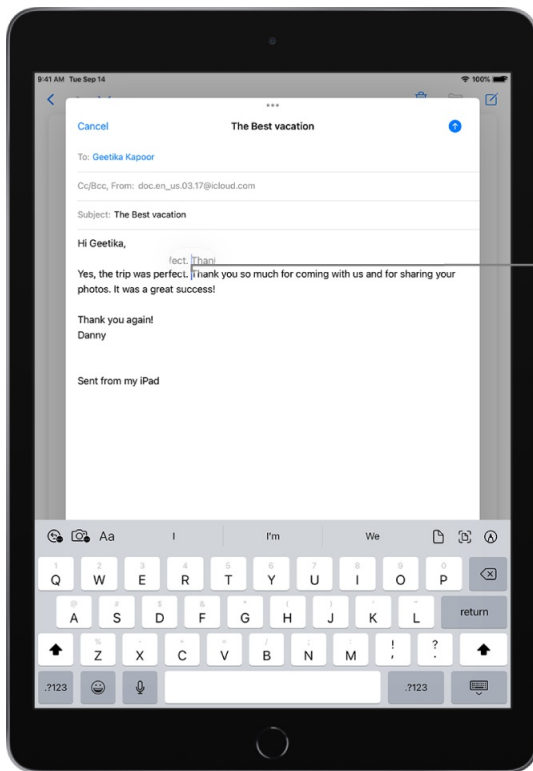 9:41 AM Tue Sep 14 100%
Cancel The Best vacation
To: Geetika Kapoor
Cc/Bcc, From: doc.en_us.03.17@icloud.com
Subject: The Best vacation
Hi Geetika,
fect. Than
Yes, the trip was perfect. Thank you so much for coming with us and for sharing your
photos. It was a great success!
Thank you again!
Danny
Sent from my iPad
Aa I I'm We
1 2 3 4 5 6 7 8 9 0
Q W E R T Y U I O P
@ # $ & * ( ) ' "
A S D F G H J K L return
% - + = / ; : ! ?
Z X C V B N M , .
.?123 .?123